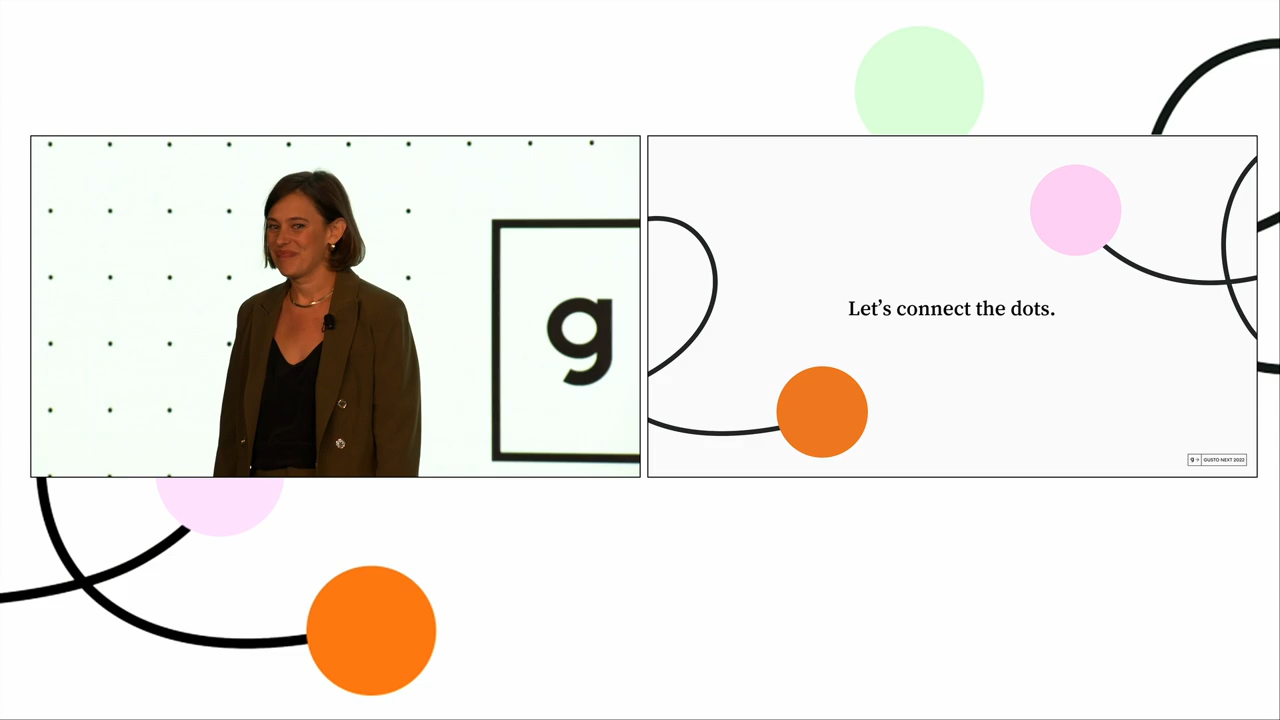 g
Let's connect the dots.
g → GUSTO NEXT 2022